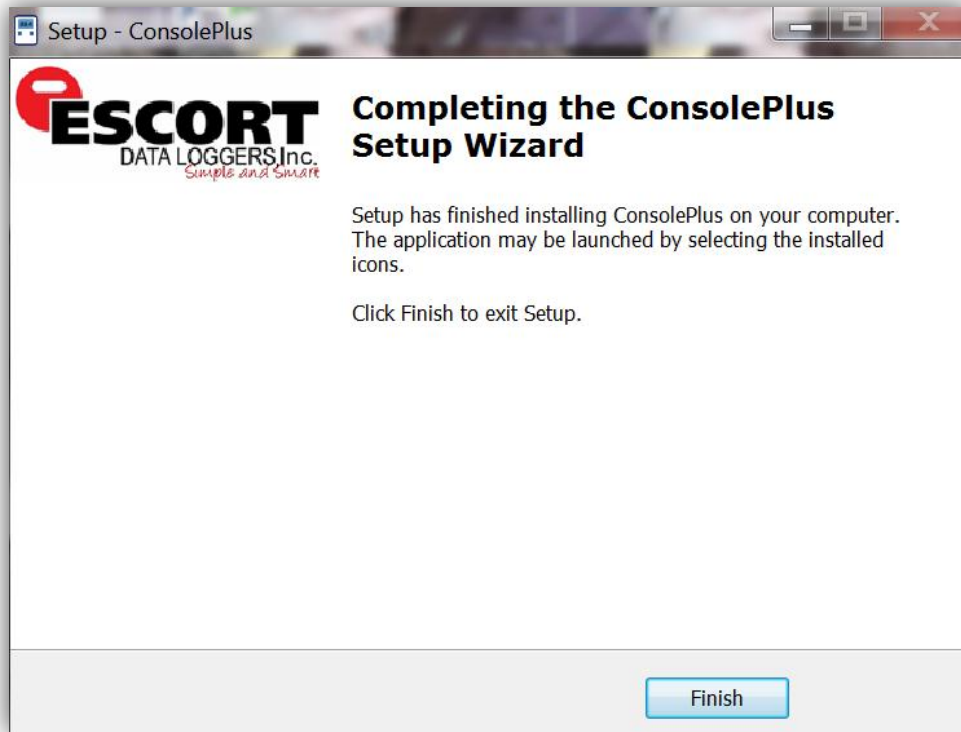 Setup - ConsolePlus
ESCORT
DATA LOGGERS,Inc.
Simple and Smart
Completing the ConsolePlus
Setup Wizard
Setup has finished installing ConsolePlus on your computer.
The application may be launched by selecting the installed
icons.
Click Finish to exit Setup.
Finish